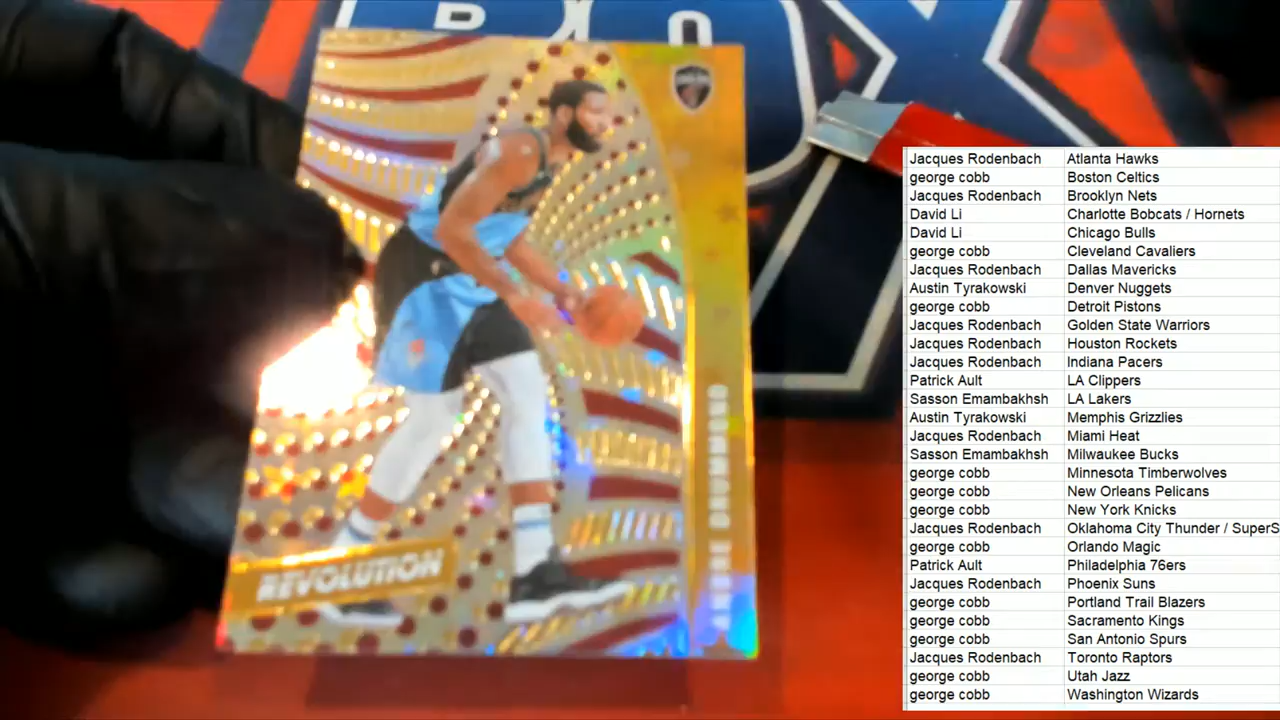 BOX
ANDRE DRUMMOND
REVOLUTION
Jacques Rodenbach Atlanta Hawks
george cobb Boston Celtics
Jacques Rodenbach Brooklyn Nets
David Li Charlotte Bobcats / Hornets
David Li Chicago Bulls
george cobb Cleveland Cavaliers
Jacques Rodenbach Dallas Mavericks
Austin Tyrakowski Denver Nuggets
george cobb Detroit Pistons
Jacques Rodenbach Golden State Warriors
Jacques Rodenbach Houston Rockets
Jacques Rodenbach Indiana Pacers
Patrick Ault LA Clippers
Sasson Emambakhsh LA Lakers
Austin Tyrakowski Memphis Grizzlies
Jacques Rodenbach Miami Heat
Sasson Emambakhsh Milwaukee Bucks
george cobb Minnesota Timberwolves
george cobb New Orleans Pelicans
george cobb New York Knicks
Jacques Rodenbach Oklahoma City Thunder / SuperS
george cobb Orlando Magic
Patrick Ault Philadelphia 76ers
Jacques Rodenbach Phoenix Suns
george cobb Portland Trail Blazers
george cobb Sacramento Kings
george cobb San Antonio Spurs
Jacques Rodenbach Toronto Raptors
george cobb Utah Jazz
george cobb Washington Wizards